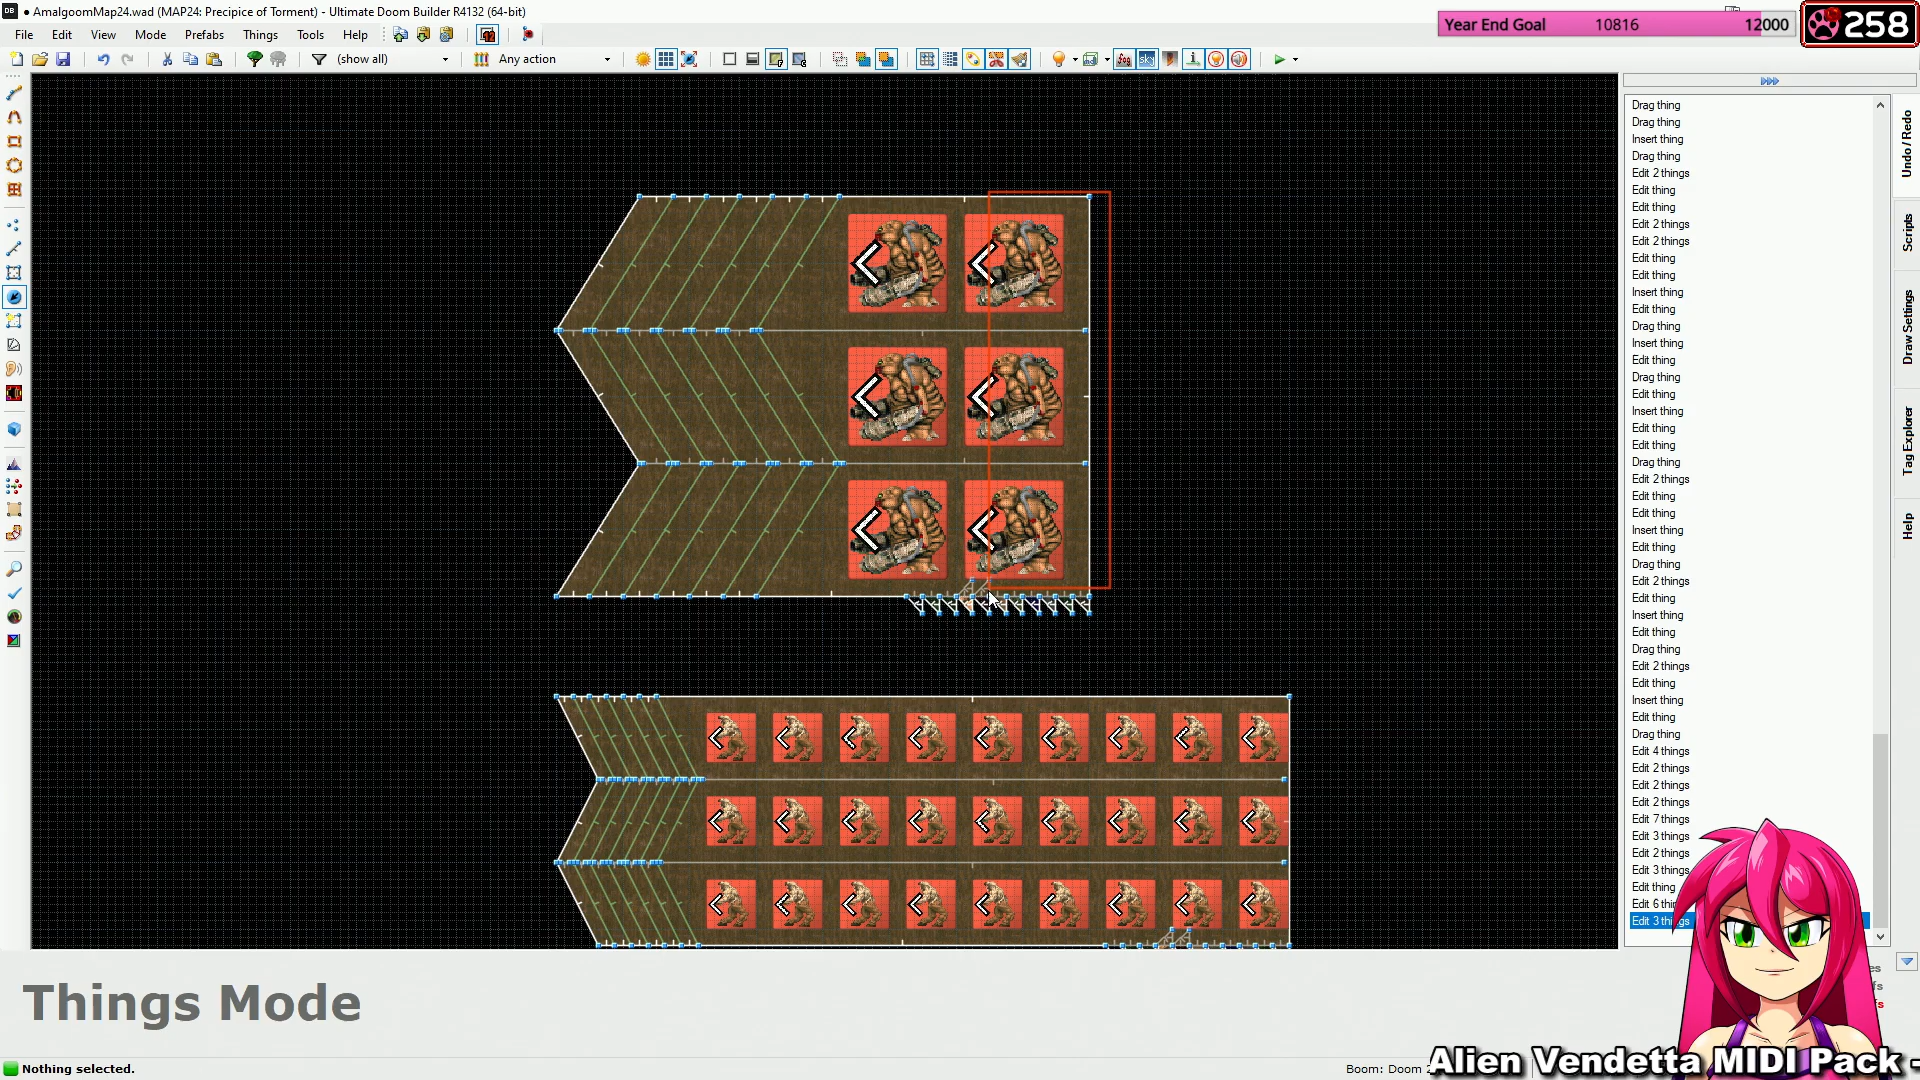 AmalgoomMap24.wad (MAP24: Precipice of Torment) - Ultimate Doom Builder R4132 (64-bit)
Year End Goal 10816 12000
258
File Edit View Mode Prefabs Things Tools Help
(show all)
Any action
Drag thing
Drag thing
Insert thing
Drag thing
Edit 2 things
Edit thing
Edit thing
Edit 2 things
Edit 2 things
Edit thing
Edit thing
Insert thing
Edit thing
Drag thing
Insert thing
Edit thing
Drag thing
Edit thing
Insert thing
Edit thing
Edit thing
Drag thing
Edit 2 things
Edit thing
Edit thing
Insert thing
Edit thing
Drag thing
Edit 2 things
Edit thing
Insert thing
Edit thing
Drag thing
Edit 2 things
Edit thing
Insert thing
Edit thing
Drag thing
Edit 4 things
Edit 2 things
Edit 2 things
Edit 2 things
Edit 7 things
Edit 3 things
Edit 2 things
Edit 3 things
Edit thing
Edit 6 thin
Edit 3 things
Undo / Redo
Scripts
Draw Settings
Tag Explorer
Help
Things Mode
Nothing selected.
Boom: Doom
Alien Vendetta MIDI Pack -